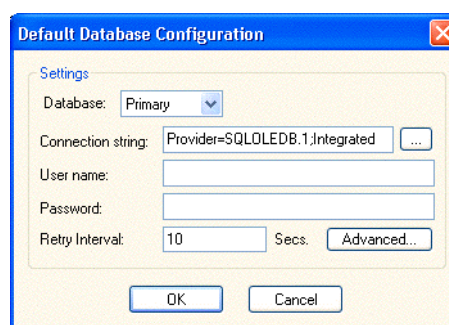 Default Database Configuration
Settings
Database: Primary
Connection string: Provider=SQLOLEDB.1;Integrated ...
User name:
Password:
Retry Interval: 10 Secs. Advanced...
OK Cancel